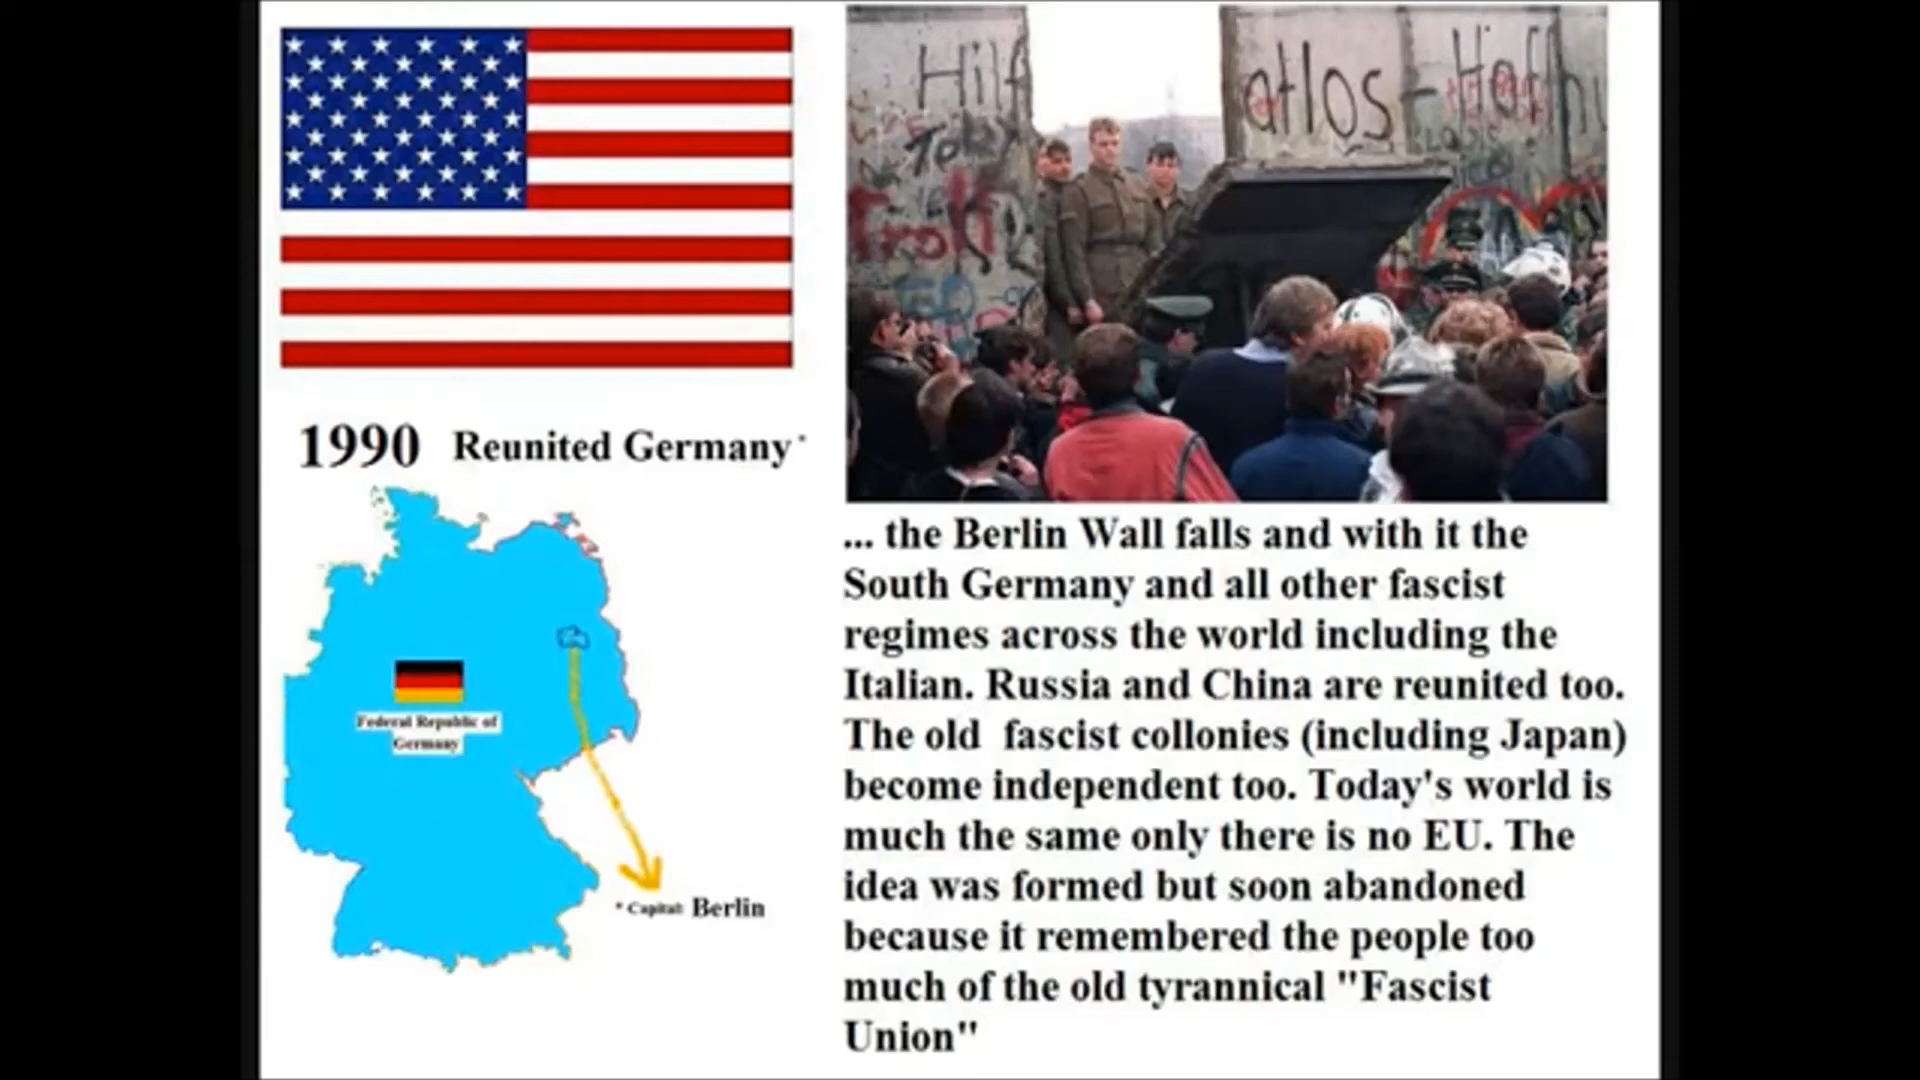 Hilf
atlos
Toby
Troll
1990 Reunited Germany *
Federal Republic of
Germany
* Capital: Berlin
... the Berlin Wall falls and with it the
South Germany and all other fascist
regimes across the world including the
Italian. Russia and China are reunited too.
The old  fascist collonies (including Japan)
become independent too. Today's world is
much the same only there is no EU. The
idea was formed but soon abandoned
because it remembered the people too
much of the old tyrannical "Fascist
Union"